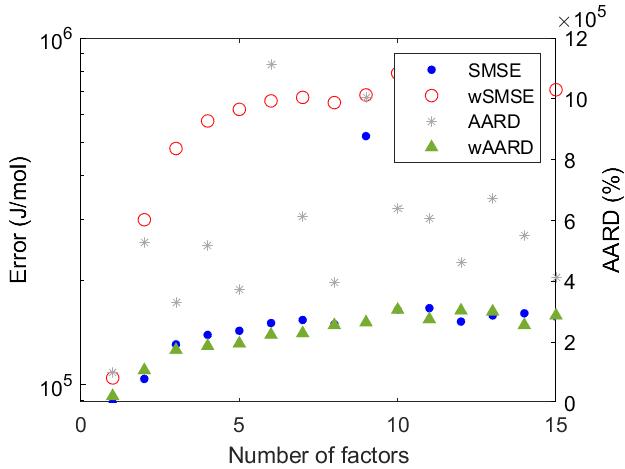 10^6
10^5
Error (J/mol)
0
5
10
15
Number of factors
×10^5
12
10
8
6
4
2
0
AARD (%)
SMSE
wSMSE
AARD
wAARD